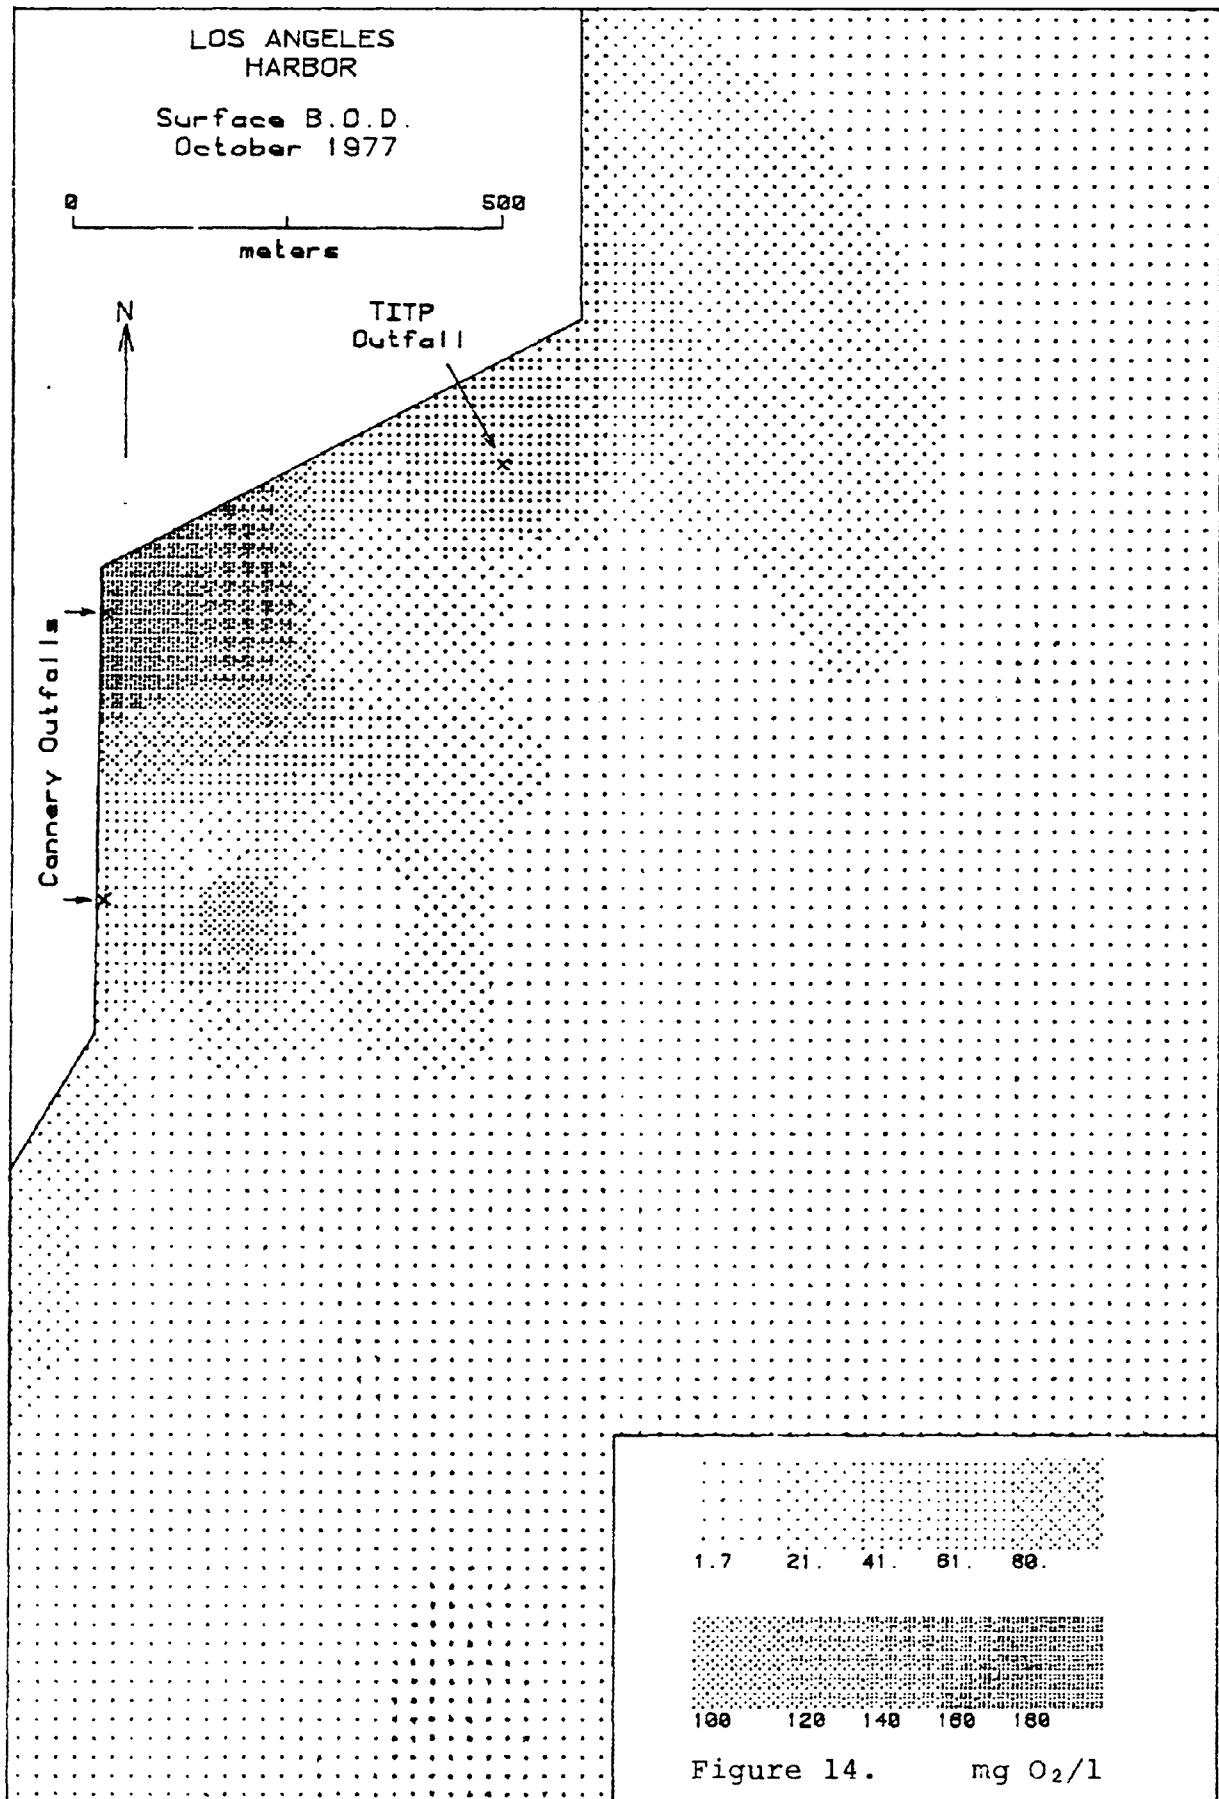 LOS ANGELES
HARBOR
Surface B.O.D.
October 1977
0 500
meters
N
TITP
Outfall
x
Cannery Outfalls
x
x
1.7 21. 41. 61. 80.
100 120 140 160 180
Figure 14. mg O₂/l